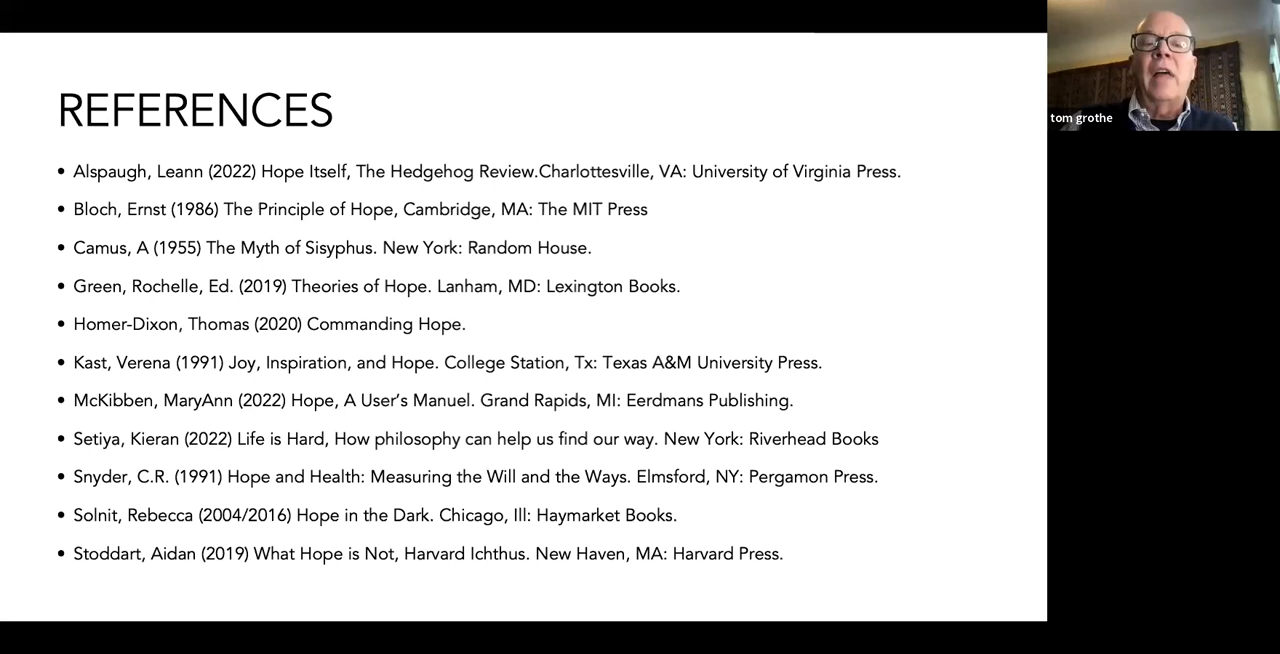 REFERENCES
• Alspaugh, Leann (2022) Hope Itself, The Hedgehog Review.Charlottesville, VA: University of Virginia Press.
• Bloch, Ernst (1986) The Principle of Hope, Cambridge, MA: The MIT Press
• Camus, A (1955) The Myth of Sisyphus. New York: Random House.
• Green, Rochelle, Ed. (2019) Theories of Hope. Lanham, MD: Lexington Books.
• Homer-Dixon, Thomas (2020) Commanding Hope.
• Kast, Verena (1991) Joy, Inspiration, and Hope. College Station, Tx: Texas A&M University Press.
• McKibben, MaryAnn (2022) Hope, A User’s Manuel. Grand Rapids, MI: Eerdmans Publishing.
• Setiya, Kieran (2022) Life is Hard, How philosophy can help us find our way. New York: Riverhead Books
• Snyder, C.R. (1991) Hope and Health: Measuring the Will and the Ways. Elmsford, NY: Pergamon Press.
• Solnit, Rebecca (2004/2016) Hope in the Dark. Chicago, Ill: Haymarket Books.
• Stoddart, Aidan (2019) What Hope is Not, Harvard Ichthus. New Haven, MA: Harvard Press.
tom grothe